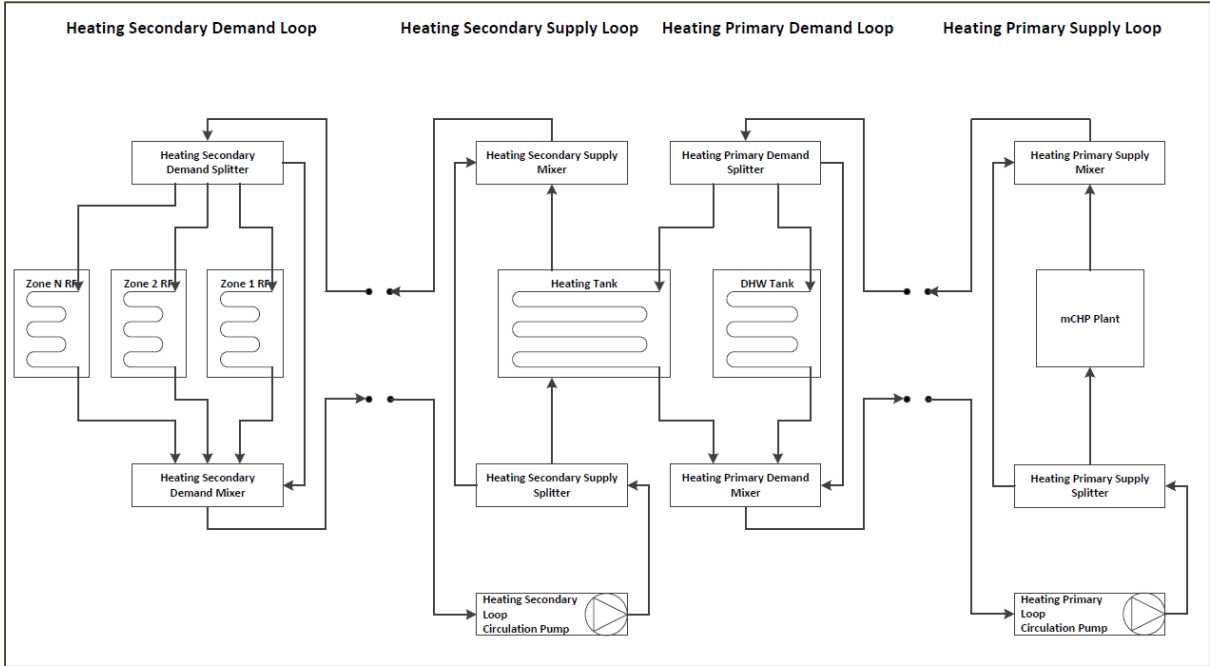 Heating Secondary Demand Loop
Heating Secondary Supply Loop
Heating Primary Demand Loop
Heating Primary Supply Loop
Heating Secondary
Demand Splitter
Heating Secondary Supply
Mixer
Heating Primary Demand
Splitter
Heating Primary Supply
Mixer
Zone N RF
Zone 2 RF
Zone 1 RF
Heating Tank
DHW Tank
mCHP Plant
Heating Secondary
Demand Mixer
Heating Secondary Supply
Splitter
Heating Primary Demand
Mixer
Heating Primary Supply
Splitter
Heating Secondary
Loop
Circulation Pump
Heating Primary
Loop
Circulation Pump